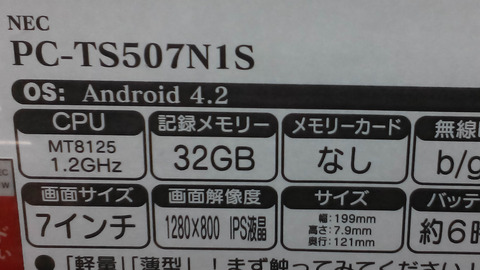 NEC
PC-TS507N1S
OS: Android 4.2
CPU
MT8125
1.2GHz
記録メモリー
32GB
メモリーカード
なし
無線
b/g
画面サイズ
7インチ
画面解像度
1280×800 IPS液晶
サイズ
幅:199mm
高さ:7.9mm
奥行:121mm
バッテ
約6時
●「軽量」「薄型」!まず触ってみてください